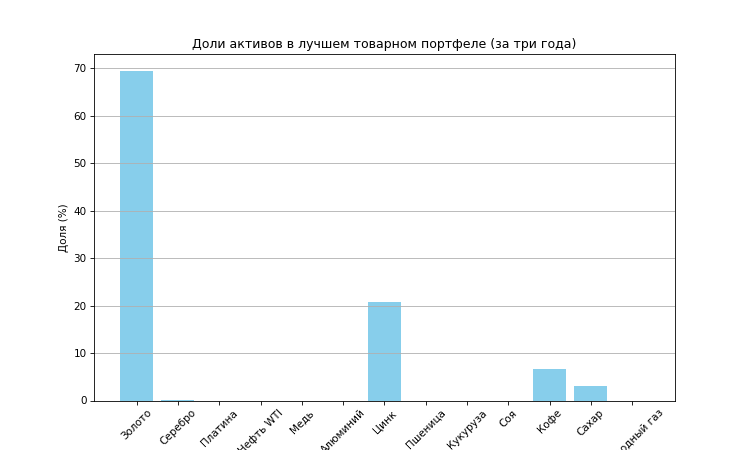 Доли активов в лучшем товарном портфеле (за три года)
Доля (%)
70
60
50
40
30
20
10
0
Золото
Серебро
Платина
Нефть WTI
Медь
Алюминий
Цинк
Пшеница
Кукуруза
Соя
Кофе
Сахар
одный газ